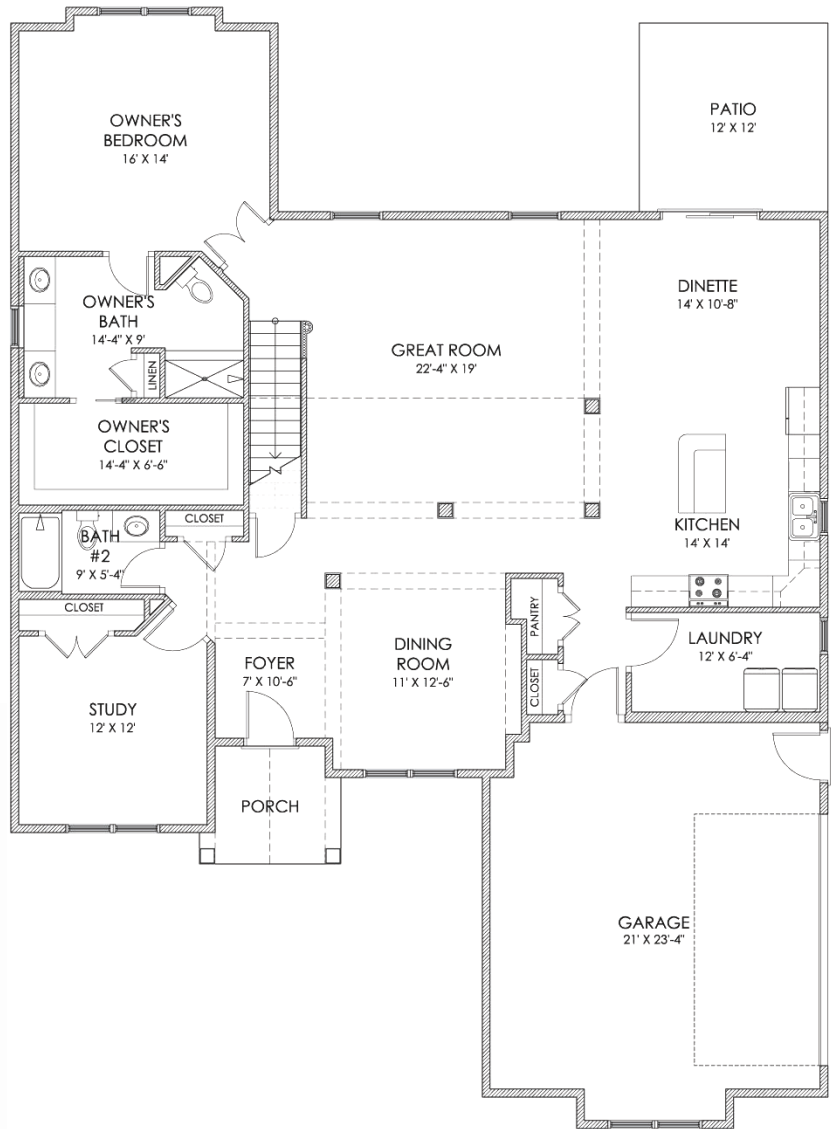 OWNER'S
BEDROOM
16' X 14'
PATIO
12' X 12'
OWNER'S
BATH
14'-4" X 9'
LINEN
DINETTE
14' X 10'-8"
GREAT ROOM
22'-4" X 19'
OWNER'S
CLOSET
14'-4" X 6'-6"
CLOSET
BATH
#2
9' X 5'-4"
KITCHEN
14' X 14'
CLOSET
PANTRY
LAUNDRY
12' X 6'-4"
DINING
ROOM
11' X 12'-6"
FOYER
7' X 10'-6"
CLOSET
STUDY
12' X 12'
PORCH
GARAGE
21' X 23'-4"